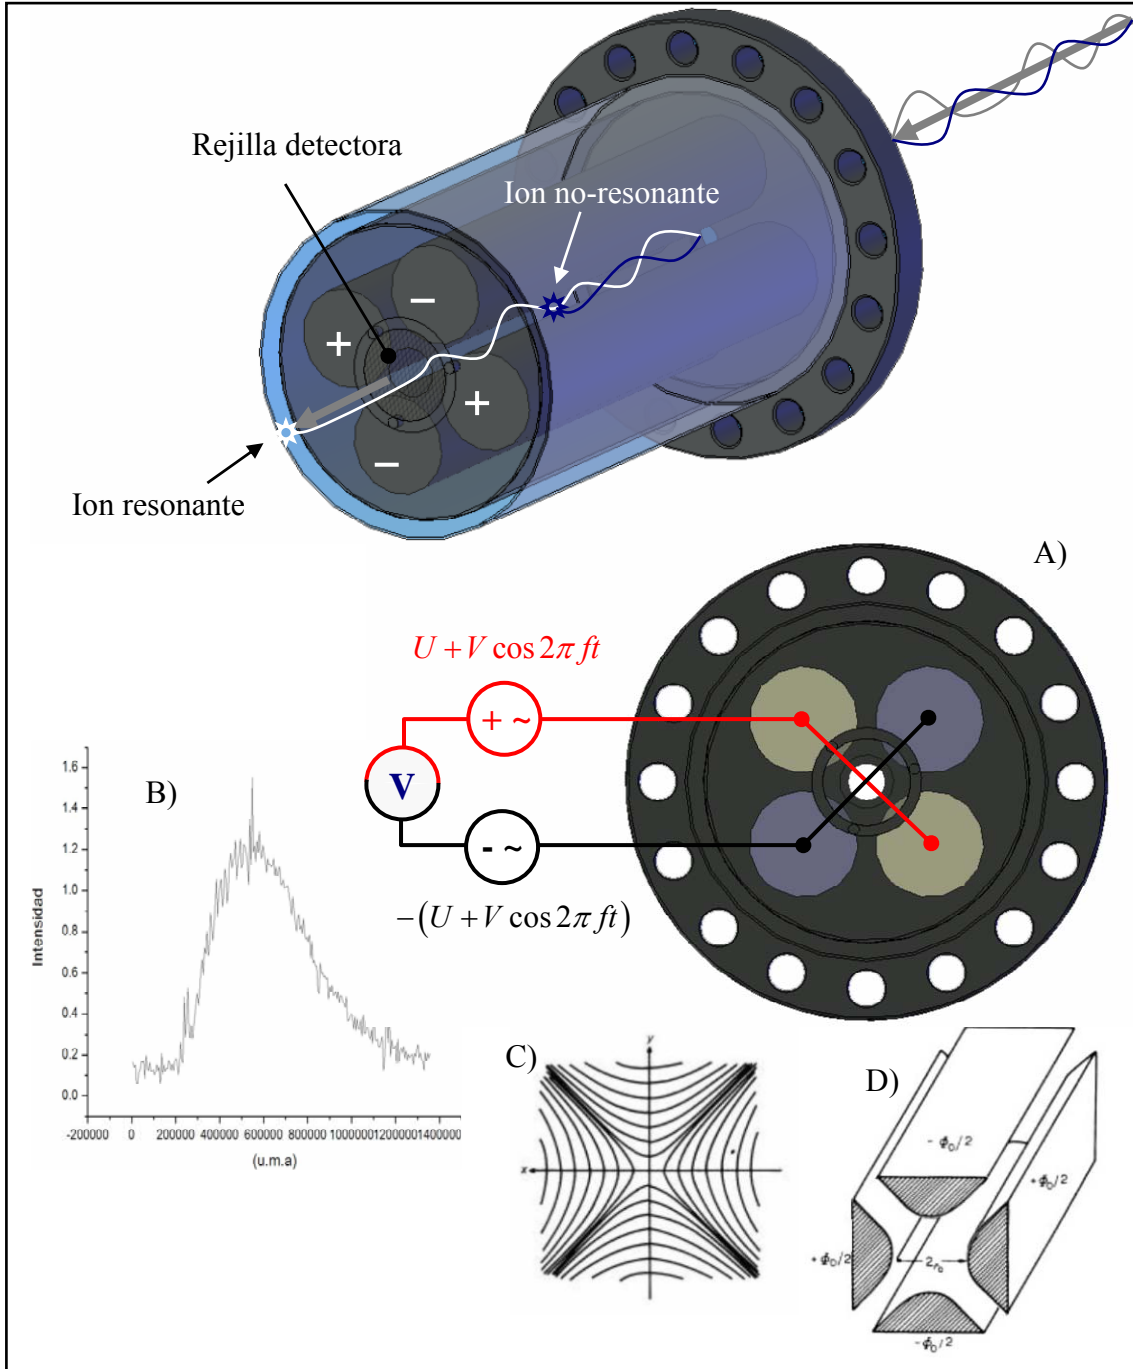 Rejilla detectora
Ion no-resonante
−
+
+
−
Ion resonante
A)
U + V cos 2π ft
+ ~
V
- ~
−(U + V cos 2π ft)
B)
Intensidad
1.6
1.4
1.2
1.0
0.8
0.6
0.4
0.2
0.0
-200000 0 200000 400000 600000 800000 1000000 1200000 1400000
(u.m.a)
C)
y
x
D)
- ϕ0/2
+ϕ0/2
+ ϕ0/2
2r0
-ϕ0/2